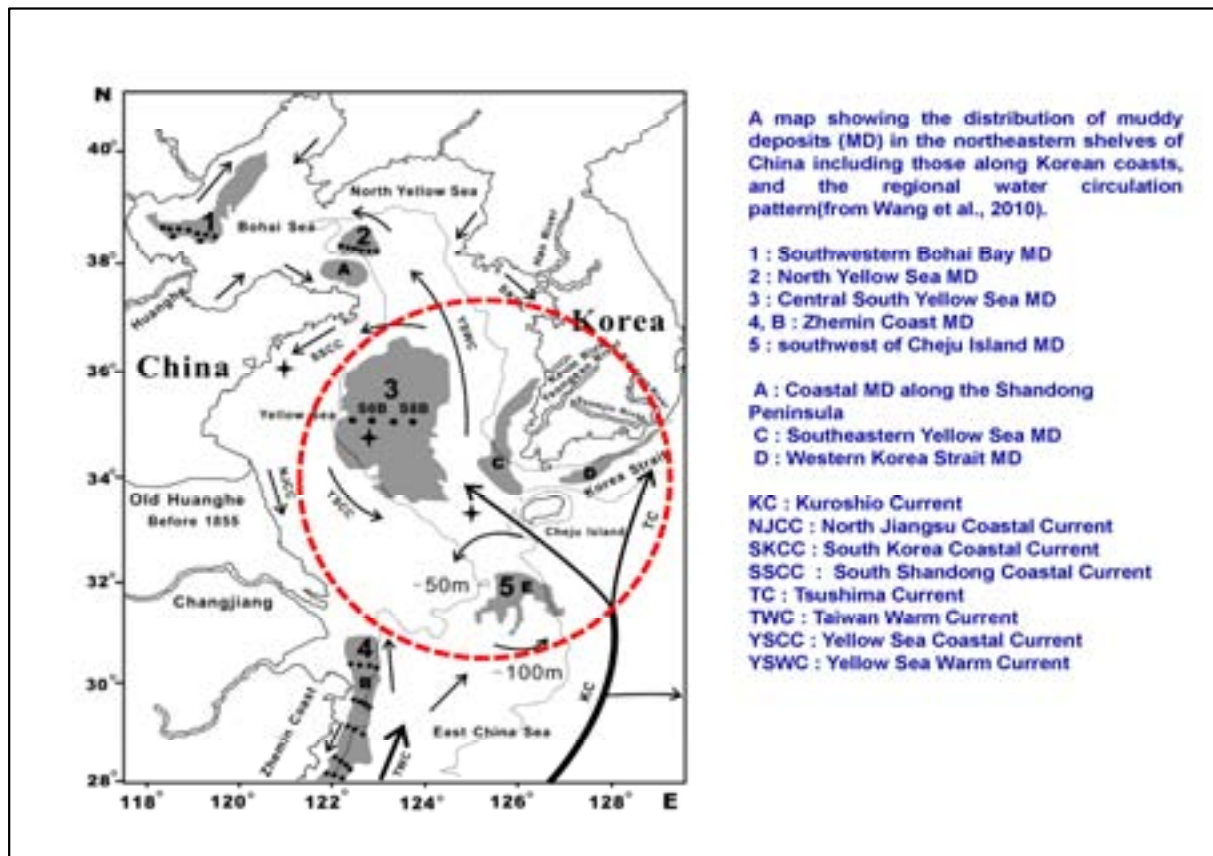 N
40°
38°
36°
34°
32°
30°
28°
118°
120°
122°
124°
126°
128°
E
North Yellow Sea
Bohai Sea
1
2
A
Huanghe
Han River
SKCC
Korea
China
SSCC
YSWC
3
Yellow Sea
S6B S8B
C
D
Korea Strait
NJCC
YSCC
Old Huanghe
Before 1855
Cheju Island
TC
-50m
5 E
Changjiang
-100m
4
B
KC
Zhemin Coast
East China Sea
TWC
A map showing the distribution of muddy
deposits (MD) in the northeastern shelves of
China including those along Korean coasts,
and the regional water circulation
pattern(from Wang et al., 2010).
1 : Southwestern Bohai Bay MD
2 : North Yellow Sea MD
3 : Central South Yellow Sea MD
4, B : Zhemin Coast MD
5 : southwest of Cheju Island MD
A : Coastal MD along the Shandong
Peninsula
C : Southeastern Yellow Sea MD
D : Western Korea Strait MD
KC : Kuroshio Current
NJCC : North Jiangsu Coastal Current
SKCC : South Korea Coastal Current
SSCC : South Shandong Coastal Current
TC : Tsushima Current
TWC : Taiwan Warm Current
YSCC : Yellow Sea Coastal Current
YSWC : Yellow Sea Warm Current